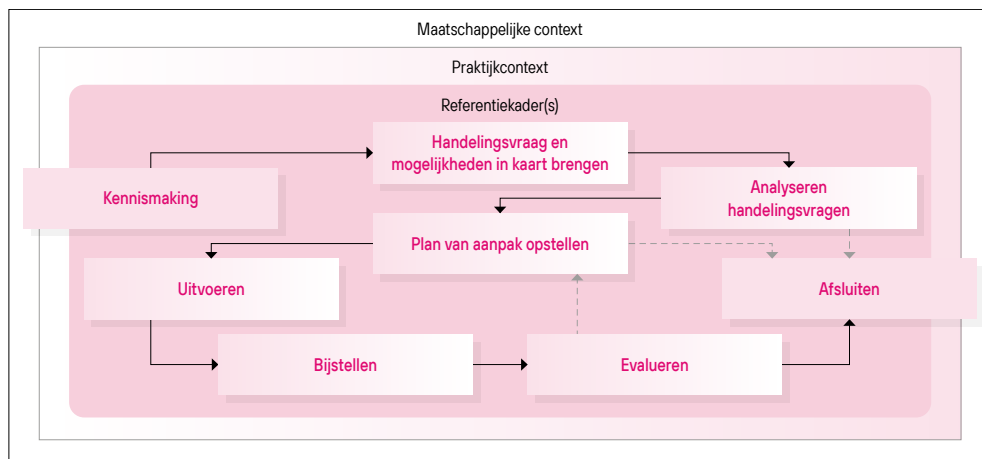 Maatschappelijke context
Praktijkcontext
Referentiekader(s)
Handelingsvraag en
mogelijkheden in kaart brengen
Kennismaking
Analyseren
handelingsvragen
Plan van aanpak opstellen
Uitvoeren
Afsluiten
Bijstellen
Evalueren